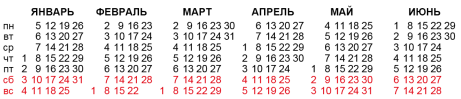 ЯНВАРЬ ФЕВРАЛЬ МАРТ АПРЕЛЬ МАЙ ИЮНЬ
пн 5 12 19 26 2 9 16 23 2 9 16 23 30 6 13 20 27 4 11 18 25 1 8 15 22 29
вт 6 13 20 27 3 10 17 24 3 10 17 24 31 7 14 21 28 5 12 19 26 2 9 16 23 30
ср 7 14 21 28 4 11 18 25 4 11 18 25 1 8 15 22 29 6 13 20 27 3 10 17 24
чт 1 8 15 22 29 5 12 19 26 5 12 19 26 2 9 16 23 30 7 14 21 28 4 11 18 25
пт 2 9 16 23 30 6 13 20 27 6 13 20 27 3 10 17 24 1 8 15 22 29 5 12 19 26
сб 3 10 17 24 31 7 14 21 28 7 14 21 28 4 11 18 25 2 9 16 23 30 6 13 20 27
вс 4 11 18 25 1 8 15 22 1 8 15 22 29 5 12 19 26 3 10 17 24 31 7 14 21 28